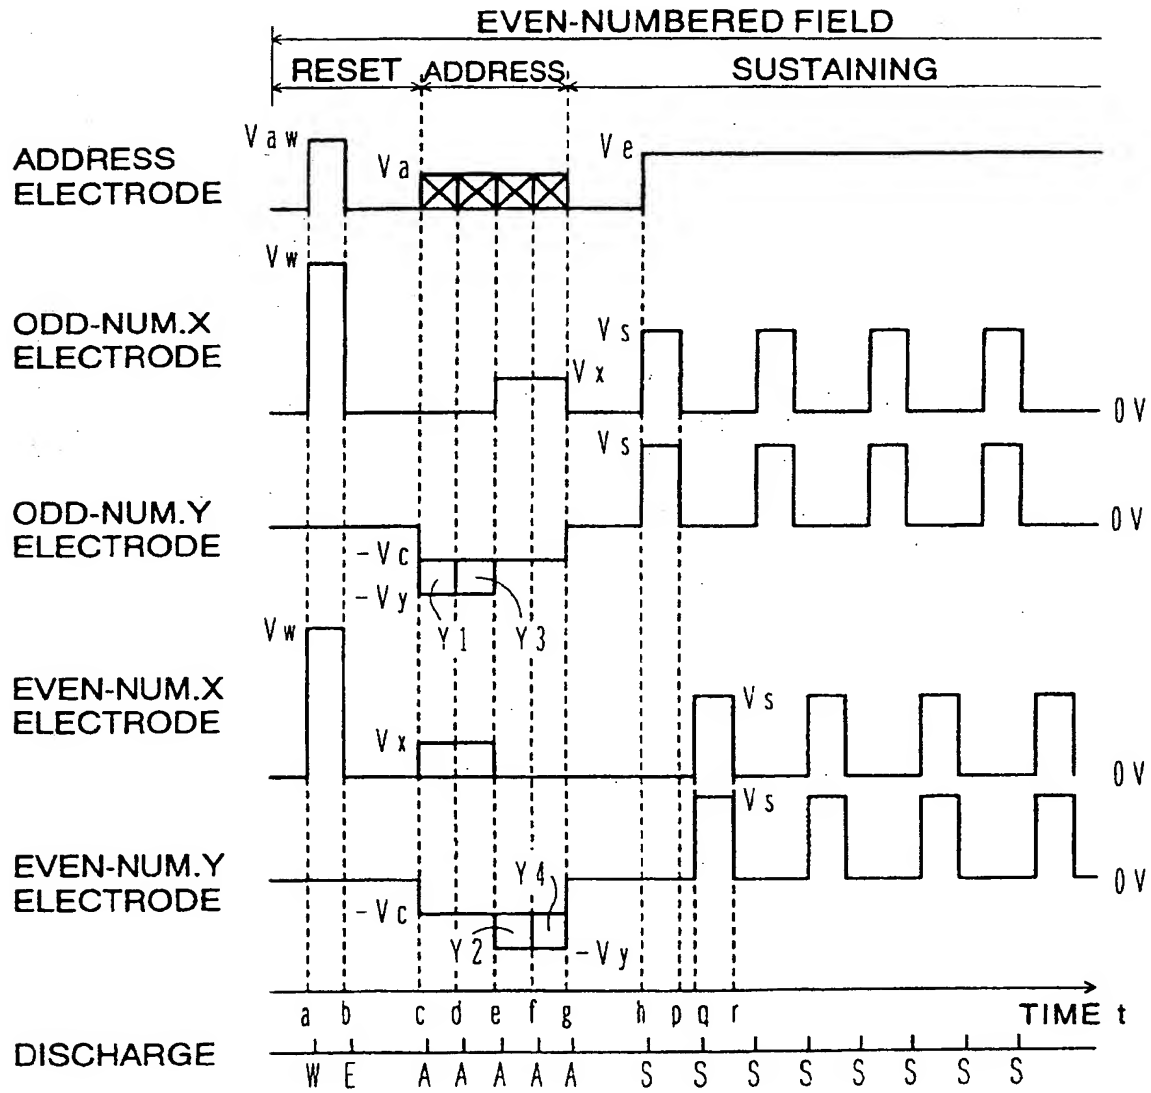 EVEN-NUMBERED FIELD
RESET ADDRESS SUSTAINING
Vaw
ADDRESS
ELECTRODE
Va
Ve
Vw
ODD-NUM.X
ELECTRODE
Vs
Vx
0V
Vs
ODD-NUM.Y
ELECTRODE
0V
-Vc
-Vy
Y1 Y3
Vw
EVEN-NUM.X
ELECTRODE
Vs
Vx
0V
Vs
EVEN-NUM.Y
ELECTRODE
Y4
0V
-Vc
Y2
-Vy
a b c d e f g h p q r TIME t
DISCHARGE
W E A A A A A S S S S S S S S